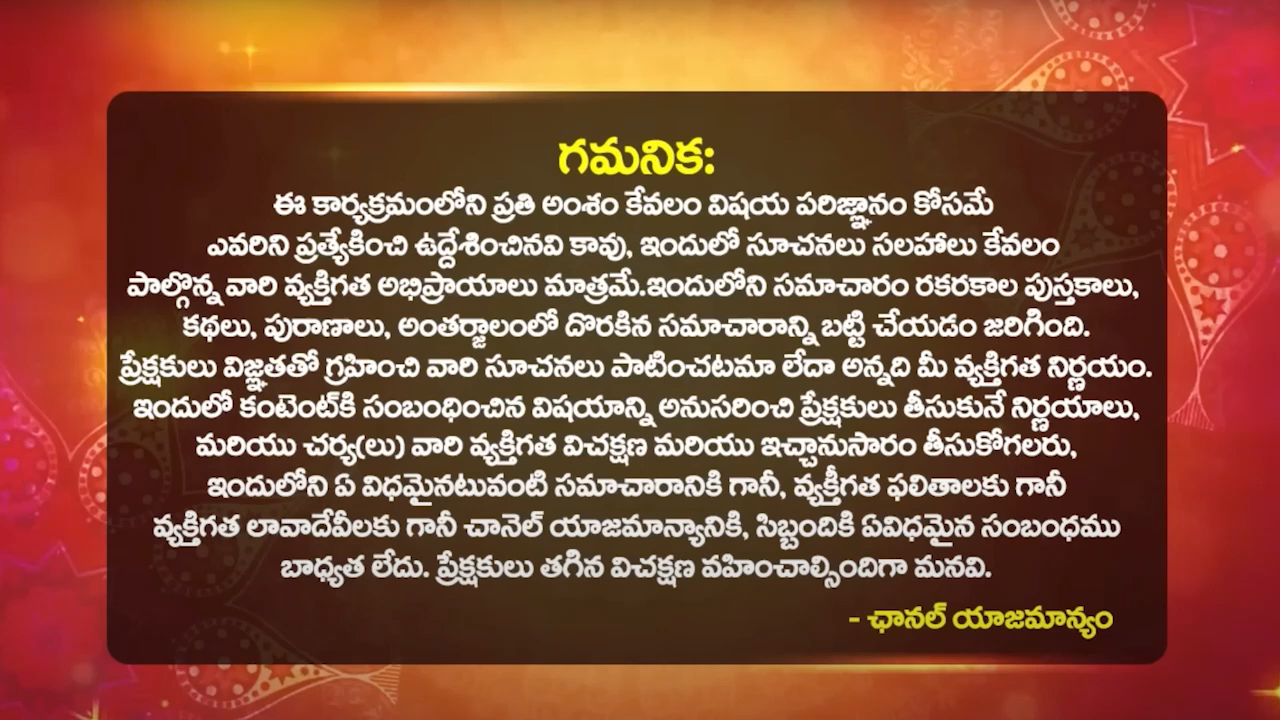 గమనిక:
ఈ కార్యక్రమంలోని ప్రతి అంశం కేవలం విషయ పరిజ్ఞానం కోసమే
ఎవరిని ప్రత్యేకించి ఉద్దేశించినవి కావు, ఇందులో సూచనలు సలహాలు కేవలం
పాల్గొన్న వారి వ్యక్తిగత అభిప్రాయాలు మాత్రమే.ఇందులోని సమాచారం రకరకాల పుస్తకాలు,
కథలు, పురాణాలు, అంతర్జాలంలో దొరకిన సమాచారాన్ని బట్టి చేయడం జరిగింది.
ప్రేక్షకులు విజ్ఞతతో గ్రహించి వారి సూచనలు పాటించటమా లేదా అన్నది మీ వ్యక్తిగత నిర్ణయం.
ఇందులో కంటెంట్‌కి సంబంధించిన విషయాన్ని అనుసరించి ప్రేక్షకులు తీసుకునే నిర్ణయాలు,
మరియు చర్య(లు) వారి వ్యక్తిగత విచక్షణ మరియు ఇచ్చానుసారం తీసుకోగలరు,
ఇందులోని ఏ విధమైనటువంటి సమాచారానికి గానీ, వ్యక్తీగత ఫలితాలకు గానీ
వ్యక్తిగత లావాదేవీలకు గానీ చానెల్ యాజమాన్యానికి, సిబ్బందికి ఏవిధమైన సంబంధము
బాధ్యత లేదు. ప్రేక్షకులు తగిన విచక్షణ వహించాల్సిందిగా మనవి.
- ఛానల్ యాజమాన్యం